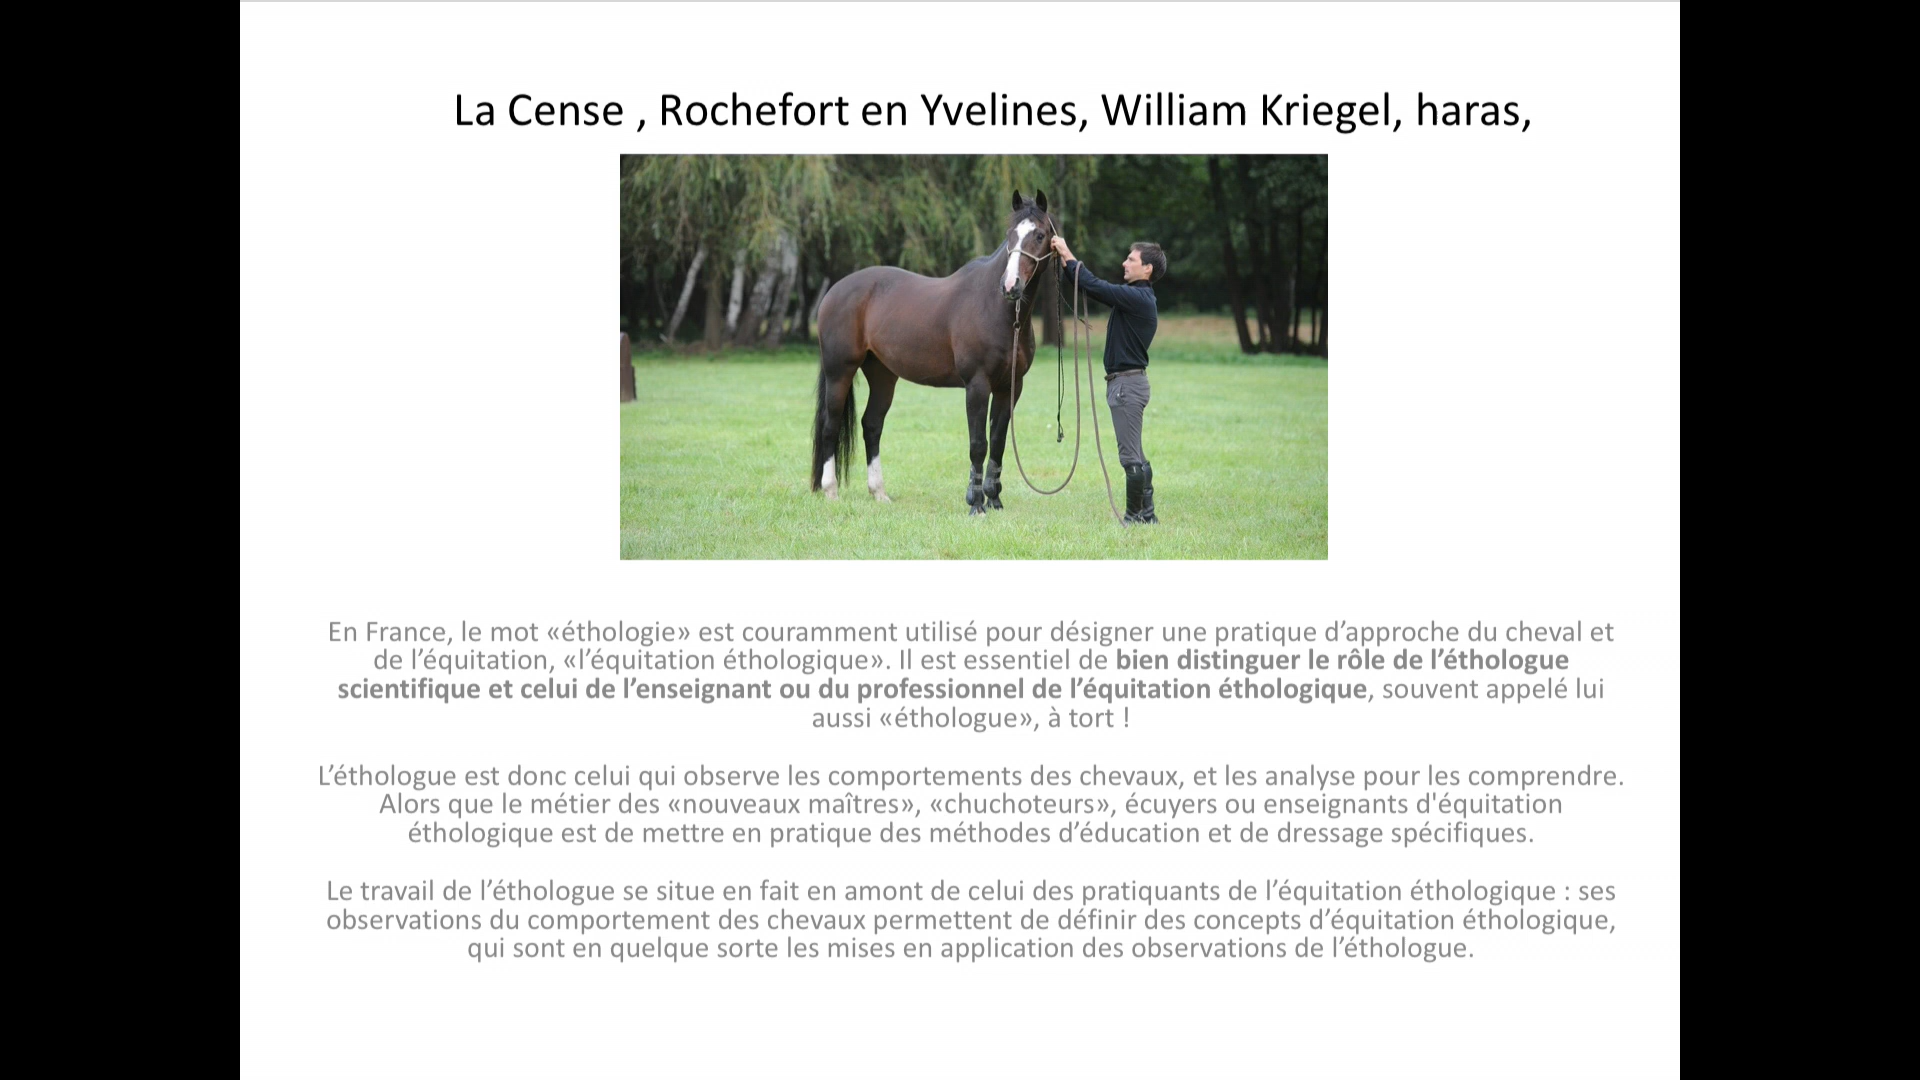 La Cense , Rochefort en Yvelines, William Kriegel, haras,
En France, le mot «éthologie» est couramment utilisé pour désigner une pratique d’approche du cheval et
de l’équitation, «l’équitation éthologique». Il est essentiel de bien distinguer le rôle de l’éthologue
scientifique et celui de l’enseignant ou du professionnel de l’équitation éthologique, souvent appelé lui
aussi «éthologue», à tort !
L’éthologue est donc celui qui observe les comportements des chevaux, et les analyse pour les comprendre.
Alors que le métier des «nouveaux maîtres», «chuchoteurs», écuyers ou enseignants d'équitation
éthologique est de mettre en pratique des méthodes d’éducation et de dressage spécifiques.
Le travail de l’éthologue se situe en fait en amont de celui des pratiquants de l’équitation éthologique : ses
observations du comportement des chevaux permettent de définir des concepts d’équitation éthologique,
qui sont en quelque sorte les mises en application des observations de l’éthologue.